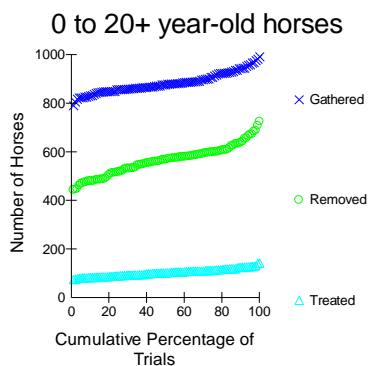 0 to 20+ year-old horses
1000
800
600
400
200
0
Number of Horses
0 20 40 60 80 100
Cumulative Percentage of
Trials
Gathered
Removed
Treated